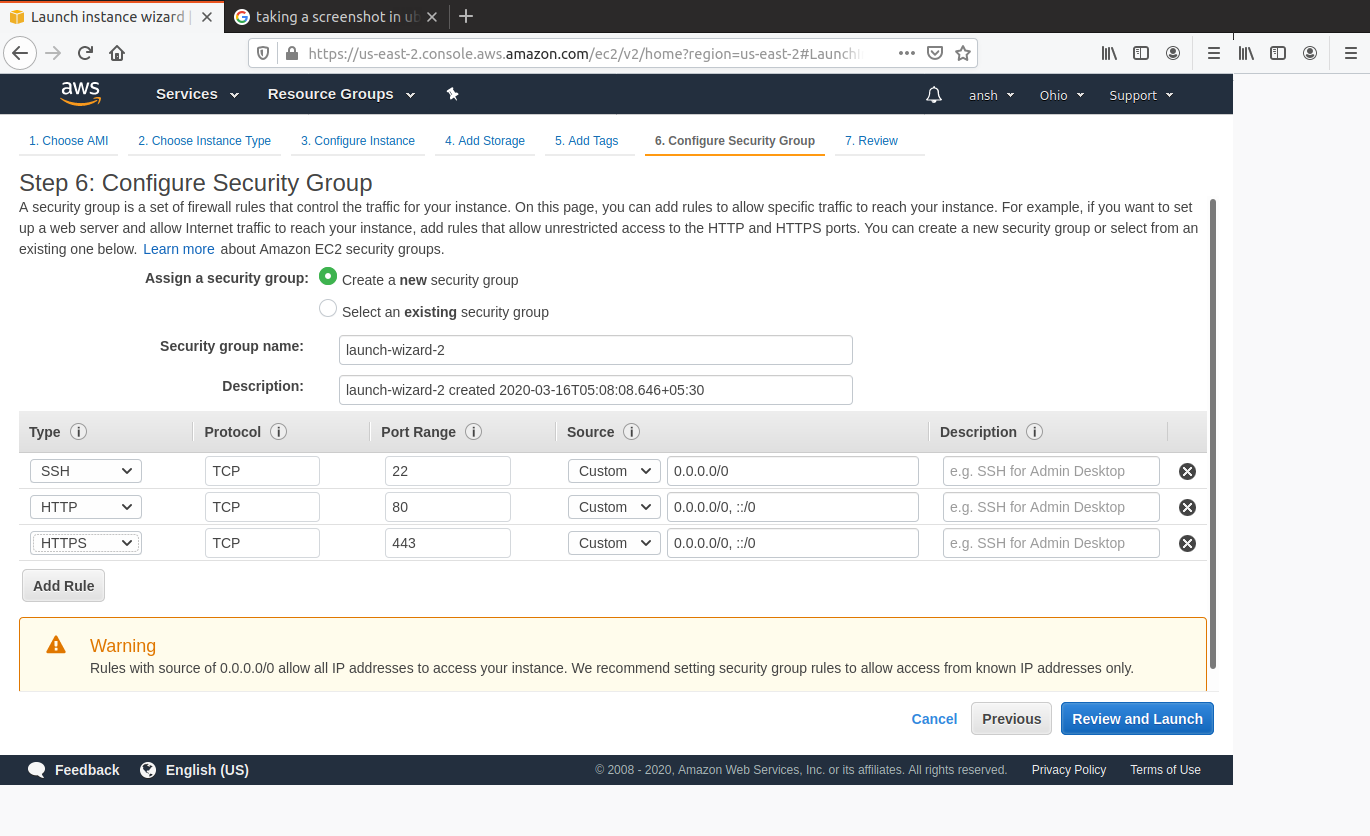 Launch instance wizard
taking a screenshot in ub
https://us-east-2.console.aws.amazon.com/ec2/v2/home?region=us-east-2#Launch
aws Services Resource Groups ansh Ohio Support
1. Choose AMI 2. Choose Instance Type 3. Configure Instance 4. Add Storage 5. Add Tags 6. Configure Security Group 7. Review
Step 6: Configure Security Group
A security group is a set of firewall rules that control the traffic for your instance. On this page, you can add rules to allow specific traffic to reach your instance. For example, if you want to set
up a web server and allow Internet traffic to reach your instance, add rules that allow unrestricted access to the HTTP and HTTPS ports. You can create a new security group or select from an
existing one below. Learn more about Amazon EC2 security groups.
Assign a security group: Create a new security group
Select an existing security group
Security group name: launch-wizard-2
Description: launch-wizard-2 created 2020-03-16T05:08:08.646+05:30
Type i Protocol i Port Range i Source i Description i
SSH TCP 22 Custom 0.0.0.0/0 e.g. SSH for Admin Desktop
HTTP TCP 80 Custom 0.0.0.0/0, ::/0 e.g. SSH for Admin Desktop
HTTPS TCP 443 Custom 0.0.0.0/0, ::/0 e.g. SSH for Admin Desktop
Add Rule
Warning
Rules with source of 0.0.0.0/0 allow all IP addresses to access your instance. We recommend setting security group rules to allow access from known IP addresses only.
Cancel Previous Review and Launch
Feedback English (US) © 2008 - 2020, Amazon Web Services, Inc. or its affiliates. All rights reserved. Privacy Policy Terms of Use